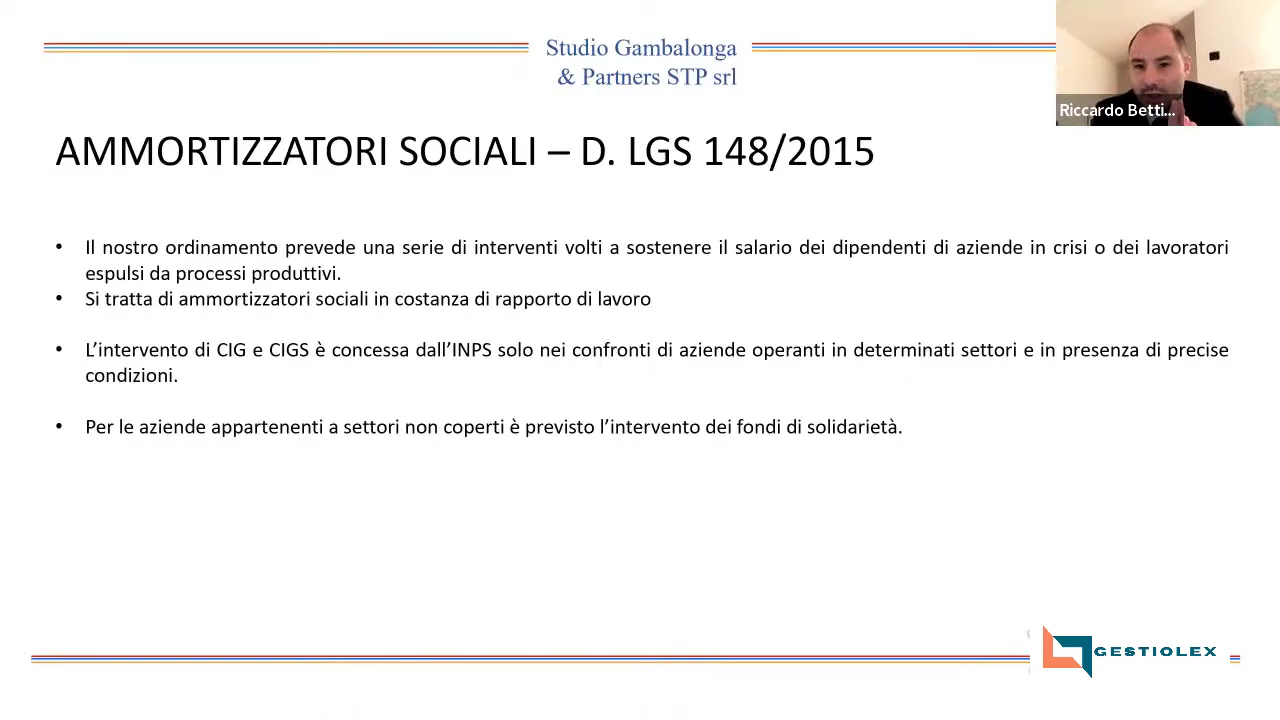 Studio Gambalonga
& Partners STP srl
Riccardo Betti...
AMMORTIZZATORI SOCIALI – D. LGS 148/2015
• Il nostro ordinamento prevede una serie di interventi volti a sostenere il salario dei dipendenti di aziende in crisi o dei lavoratori
espulsi da processi produttivi.
• Si tratta di ammortizzatori sociali in costanza di rapporto di lavoro
• L’intervento di CIG e CIGS è concessa dall’INPS solo nei confronti di aziende operanti in determinati settori e in presenza di precise
condizioni.
• Per le aziende appartenenti a settori non coperti è previsto l’intervento dei fondi di solidarietà.
GESTIOLEX